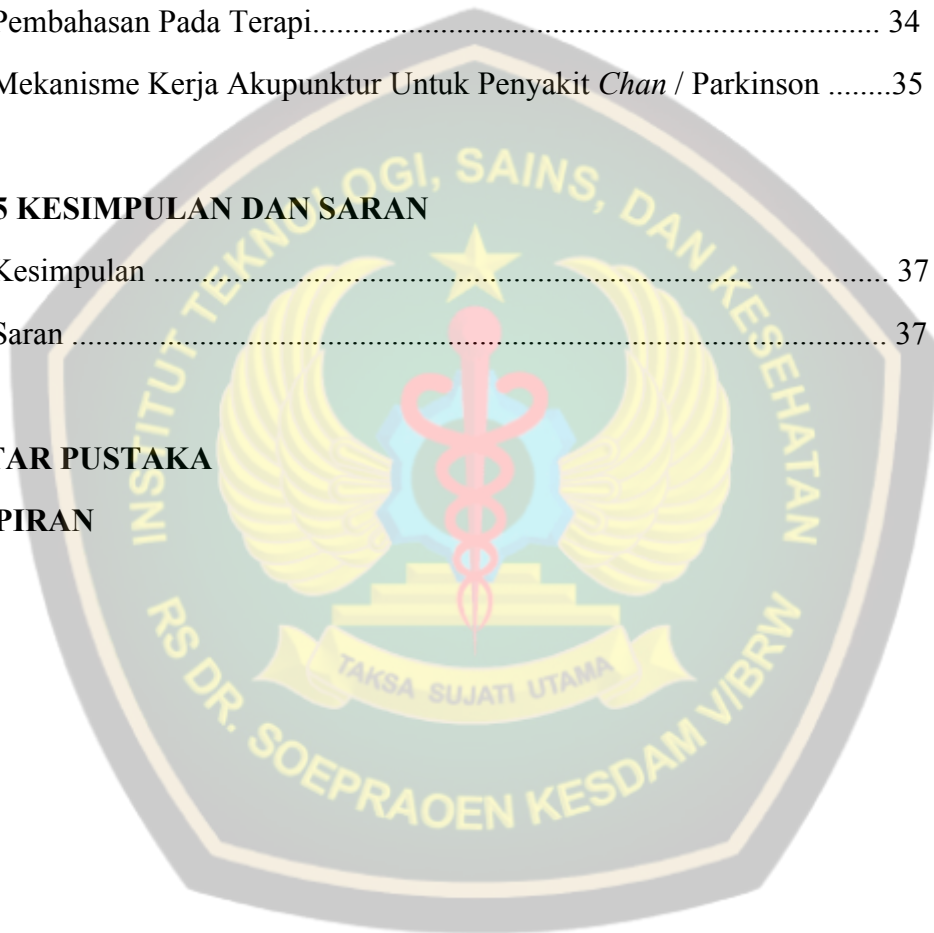 Pembahasan Pada Terapi........................................................................ 34
Mekanisme Kerja Akupunktur Untuk Penyakit Chan / Parkinson ........35
5 KESIMPULAN DAN SARAN
Kesimpulan ............................................................................................. 37
Saran ....................................................................................................... 37
TAR PUSTAKA
PIRAN
INSTITUT TEKNOLOGI, SAINS, DAN KESEHATAN
TAKSA SUJATI UTAMA
RS DR. SOEPRAOEN KESDAM V/BRW